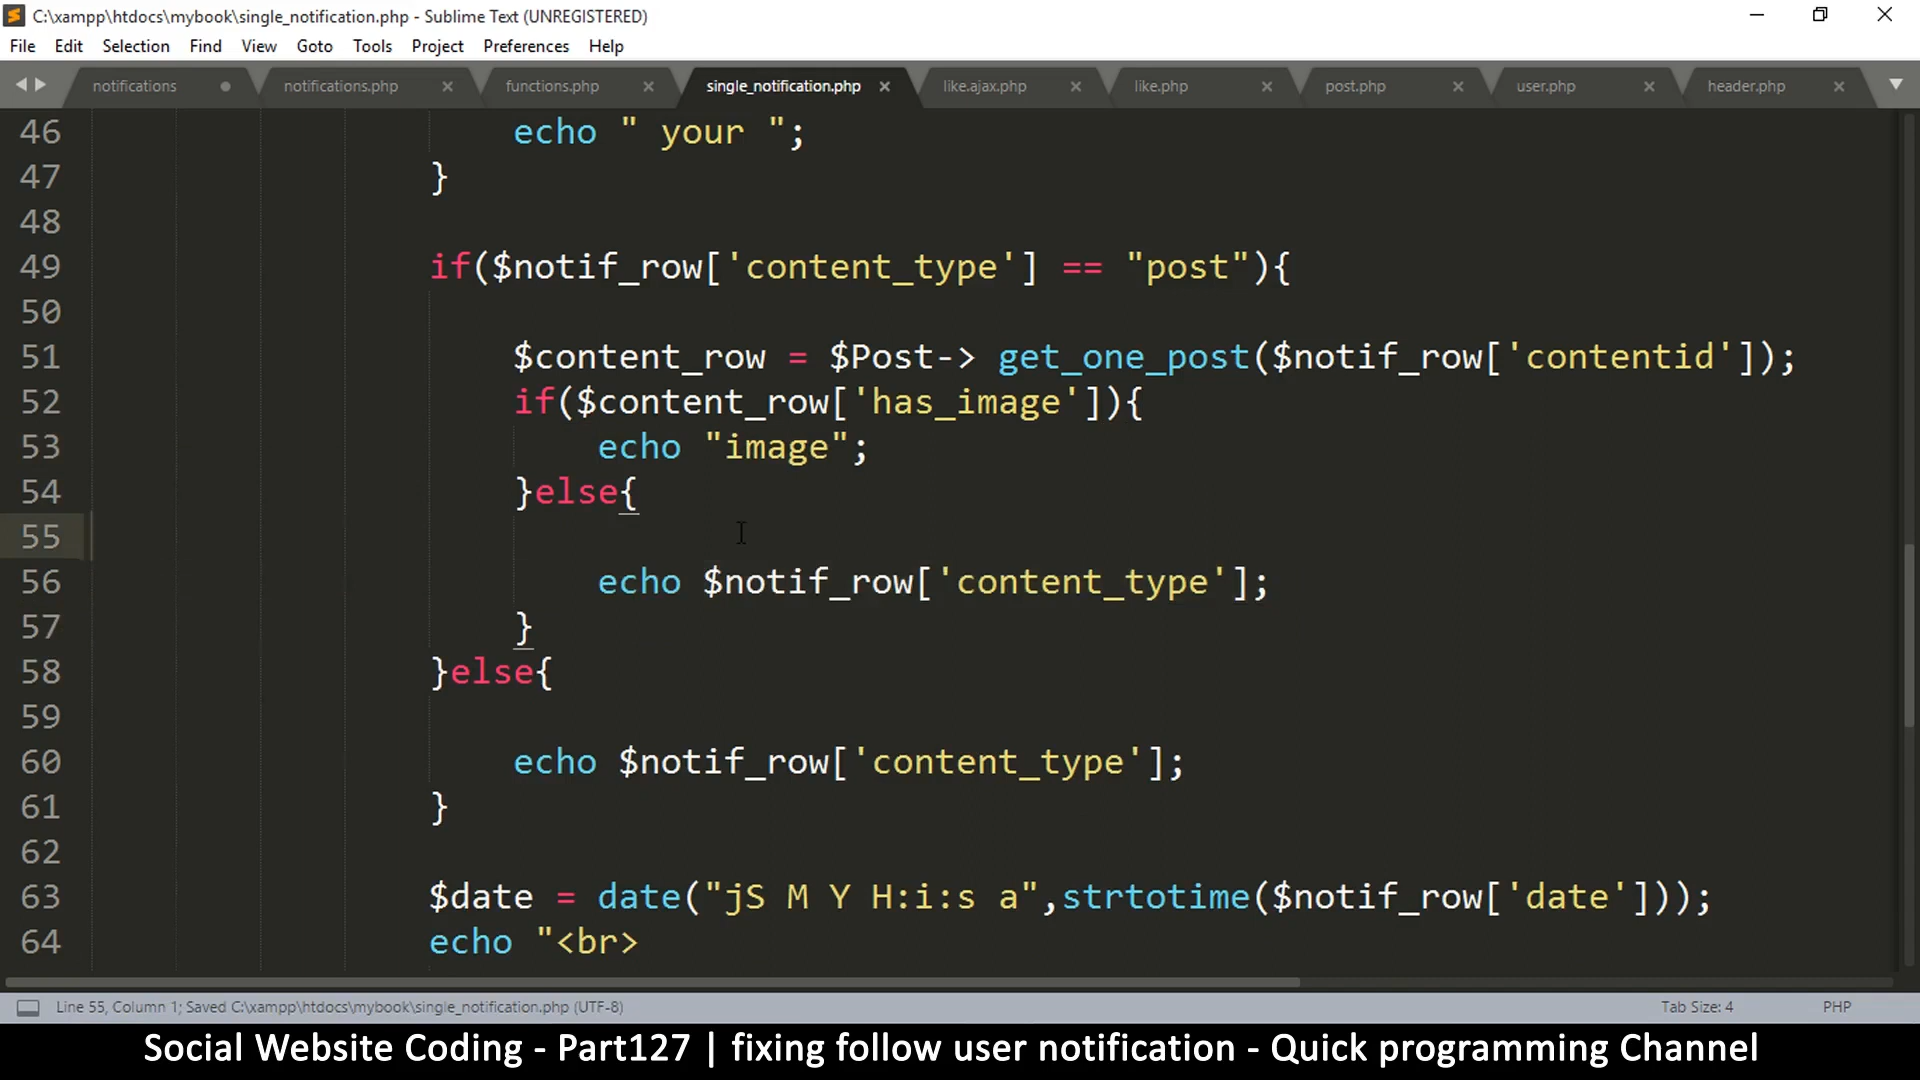 C:\xampp\htdocs\mybook\single_notification.php - Sublime Text (UNREGISTERED)
File Edit Selection Find View Goto Tools Project Preferences Help
notifications notifications.php functions.php single_notification.php like.ajax.php like.php post.php user.php header.php
46 echo " your ";
47 }
48
49 if($notif_row['content_type'] == "post"){
50
51 $content_row = $Post-> get_one_post($notif_row['contentid']);
52 if($content_row['has_image']){
53 echo "image";
54 }else{
55
56 echo $notif_row['content_type'];
57 }
58 }else{
59
60 echo $notif_row['content_type'];
61 }
62
63 $date = date("jS M Y H:i:s a",strtotime($notif_row['date']));
64 echo "<br>
Line 55, Column 1; Saved C:\xampp\htdocs\mybook\single_notification.php (UTF-8) Tab Size: 4 PHP
Social Website Coding - Part127 | fixing follow user notification - Quick programming Channel